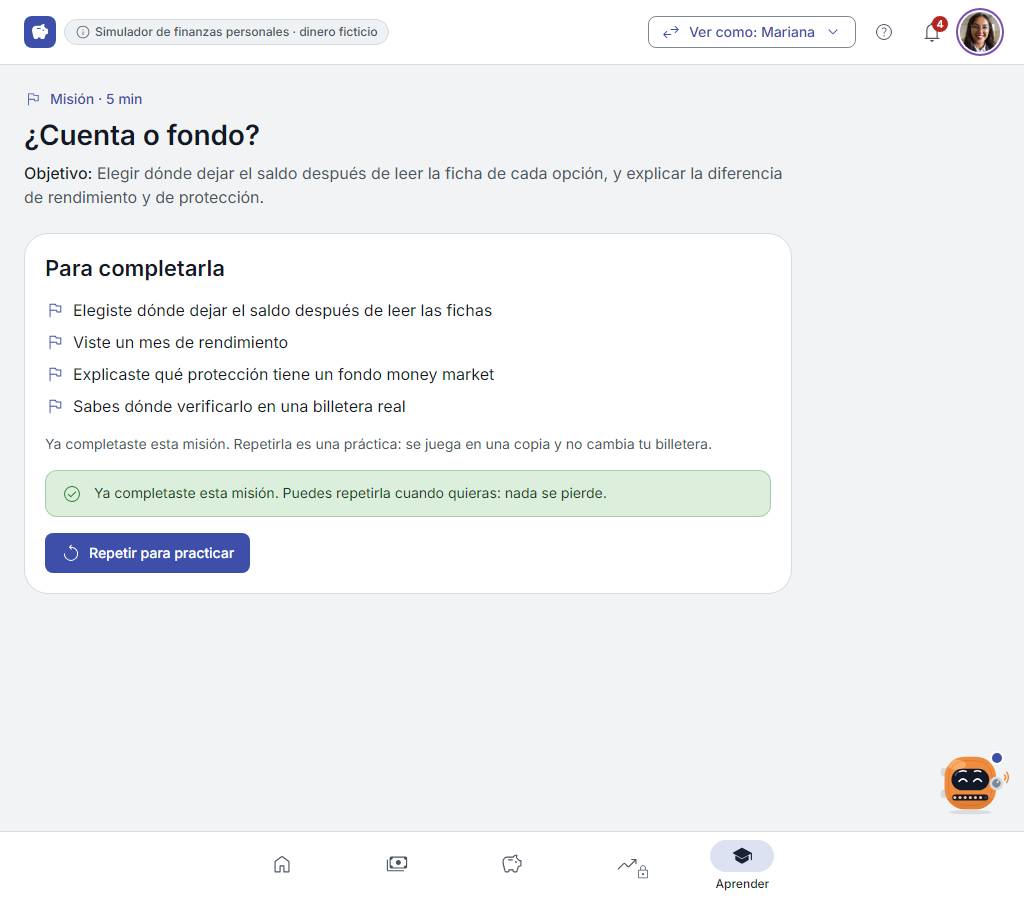 Simulador de finanzas personales · dinero ficticio
Ver como: Mariana
4
Misión · 5 min
¿Cuenta o fondo?
Objetivo: Elegir dónde dejar el saldo después de leer la ficha de cada opción, y explicar la diferencia
de rendimiento y de protección.
Para completarla
Elegiste dónde dejar el saldo después de leer las fichas
Viste un mes de rendimiento
Explicaste qué protección tiene un fondo money market
Sabes dónde verificarlo en una billetera real
Ya completaste esta misión. Repetirla es una práctica: se juega en una copia y no cambia tu billetera.
Ya completaste esta misión. Puedes repetirla cuando quieras: nada se pierde.
Repetir para practicar
Aprender